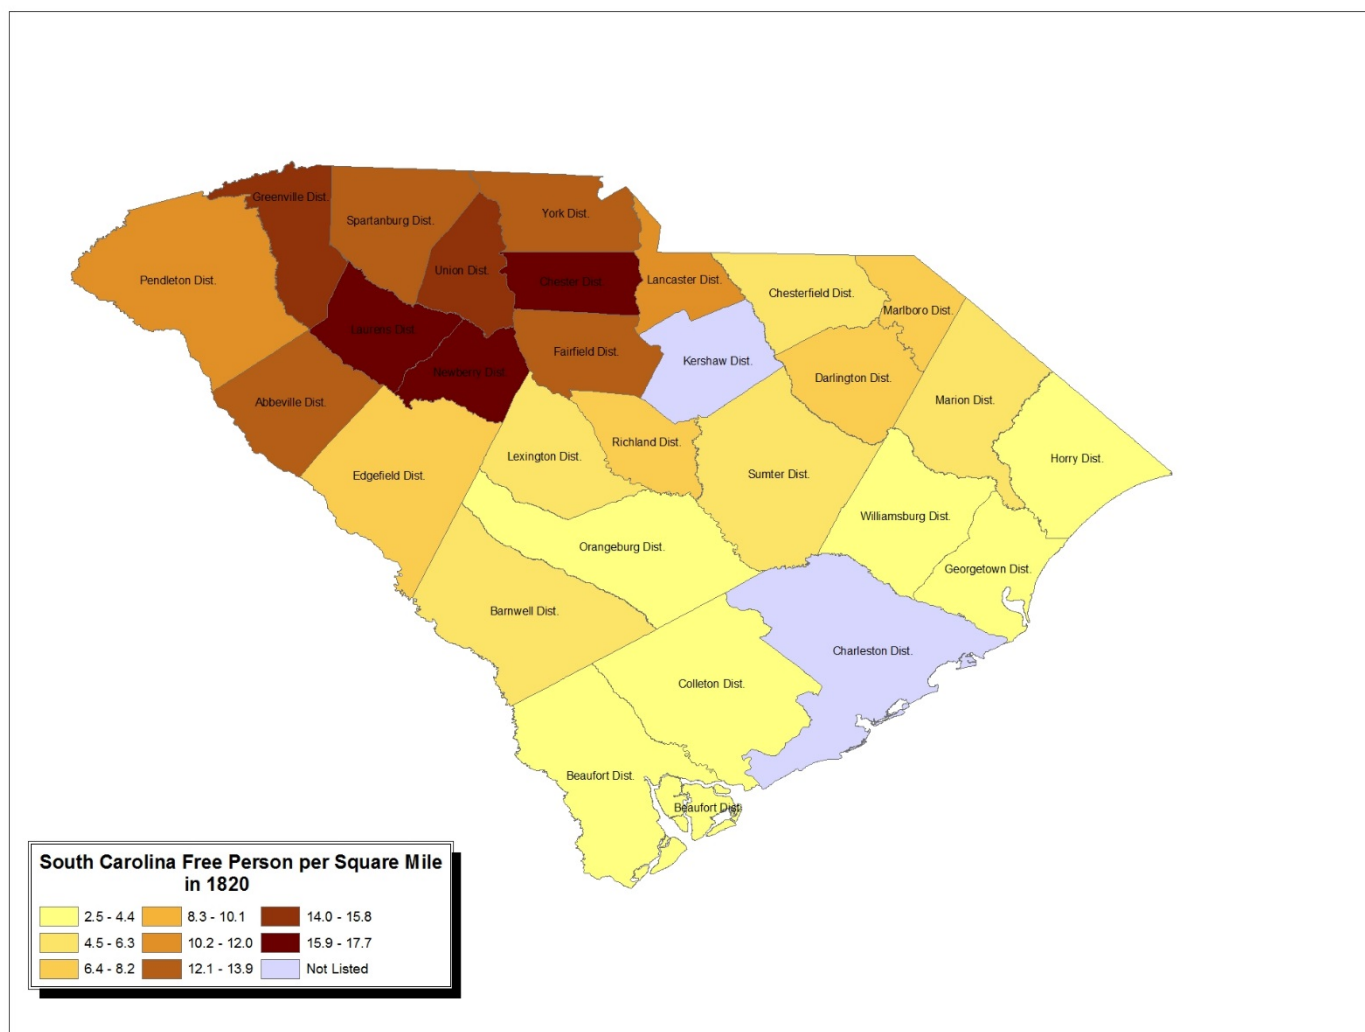 Greenville Dist.
Spartanburg Dist.
York Dist.
Pendleton Dist.
Union Dist.
Chester Dist.
Lancaster Dist.
Chesterfield Dist.
Marlboro Dist.
Laurens Dist.
Newberry Dist.
Fairfield Dist.
Kershaw Dist.
Darlington Dist.
Abbeville Dist.
Marion Dist.
Richland Dist.
Lexington Dist.
Horry Dist.
Edgefield Dist.
Sumter Dist.
Williamsburg Dist.
Orangeburg Dist.
Georgetown Dist.
Barnwell Dist.
Charleston Dist.
Colleton Dist.
Beaufort Dist.
Beaufort Dist.
South Carolina Free Person per Square Mile
in 1820
2.5 - 4.4
8.3 - 10.1
14.0 - 15.8
4.5 - 6.3
10.2 - 12.0
15.9 - 17.7
6.4 - 8.2
12.1 - 13.9
Not Listed